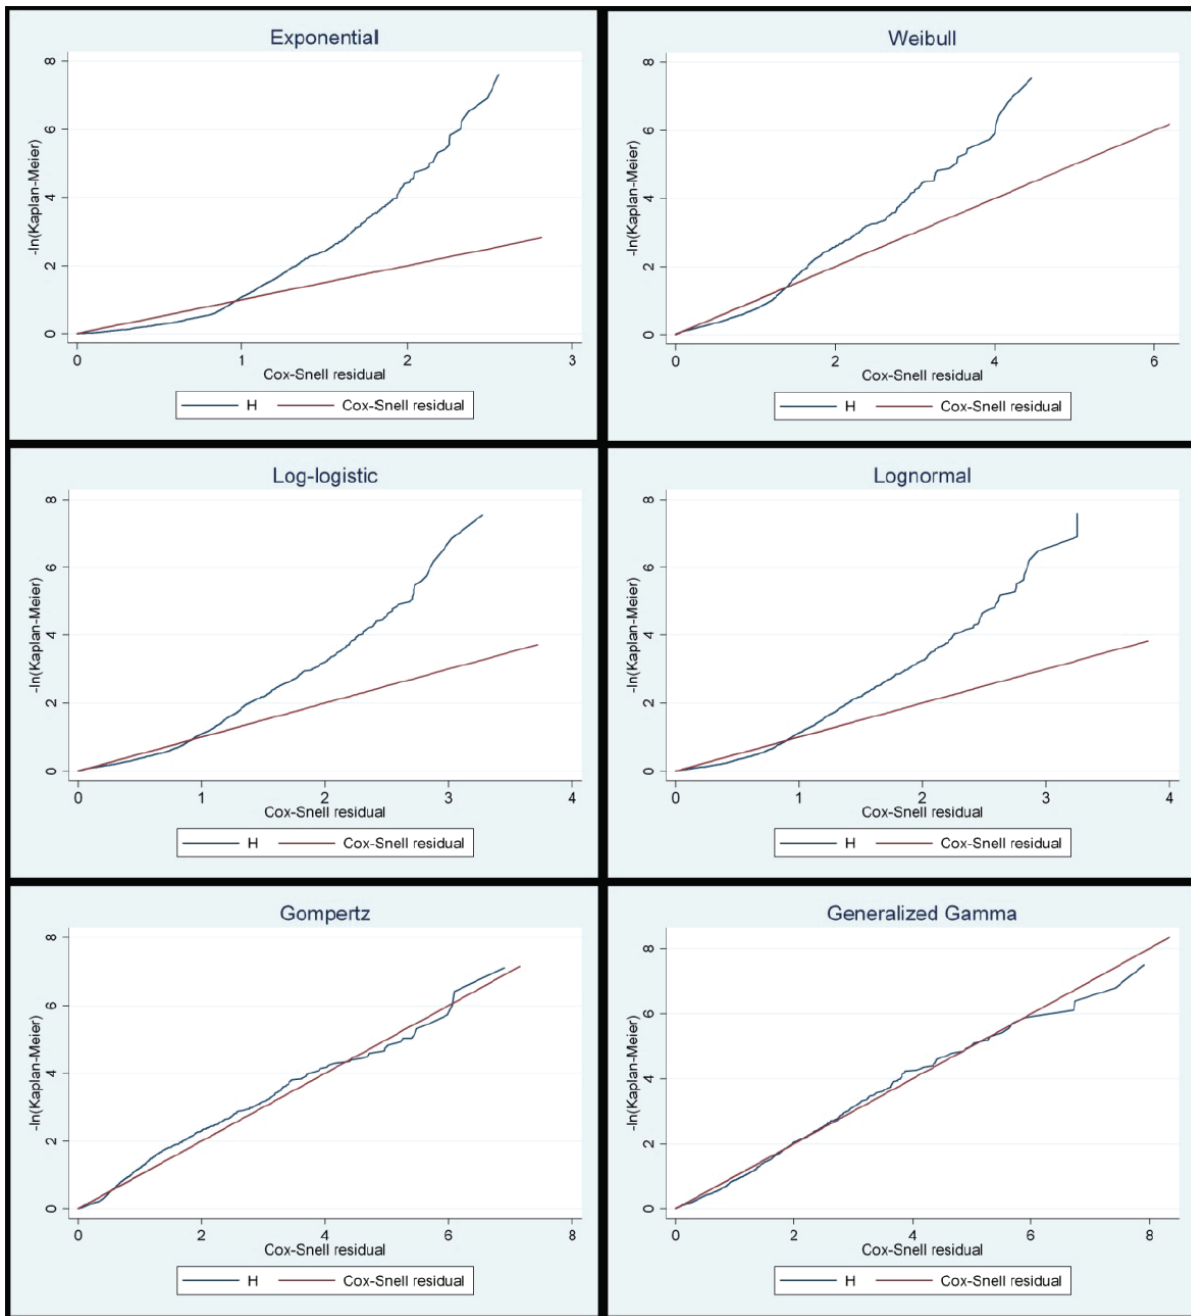 Exponential
-ln(Kaplan-Meier)
8
6
4
2
0
0 1 2 3
Cox-Snell residual
H Cox-Snell residual
Weibull
-ln(Kaplan-Meier)
8
6
4
2
0
0 2 4 6
Cox-Snell residual
H Cox-Snell residual
Log-logistic
-ln(Kaplan-Meier)
8
6
4
2
0
0 1 2 3 4
Cox-Snell residual
H Cox-Snell residual
Lognormal
-ln(Kaplan-Meier)
8
6
4
2
0
0 1 2 3 4
Cox-Snell residual
H Cox-Snell residual
Gompertz
-ln(Kaplan-Meier)
8
6
4
2
0
0 2 4 6 8
Cox-Snell residual
H Cox-Snell residual
Generalized Gamma
-ln(Kaplan-Meier)
8
6
4
2
0
0 2 4 6 8
Cox-Snell residual
H Cox-Snell residual